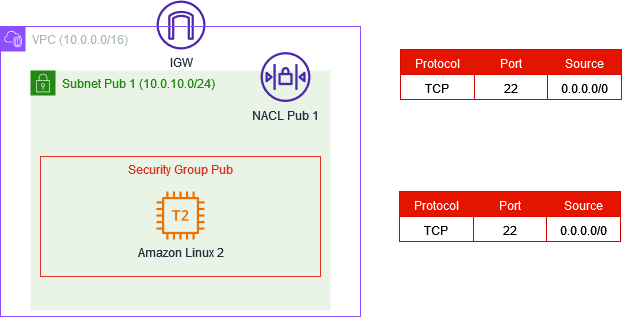 VPC (10.0.0.0/16)
IGW
Subnet Pub 1 (10.0.10.0/24)
NACL Pub 1
Security Group Pub
T2
Amazon Linux 2
Protocol Port Source
TCP 22 0.0.0.0/0
Protocol Port Source
TCP 22 0.0.0.0/0